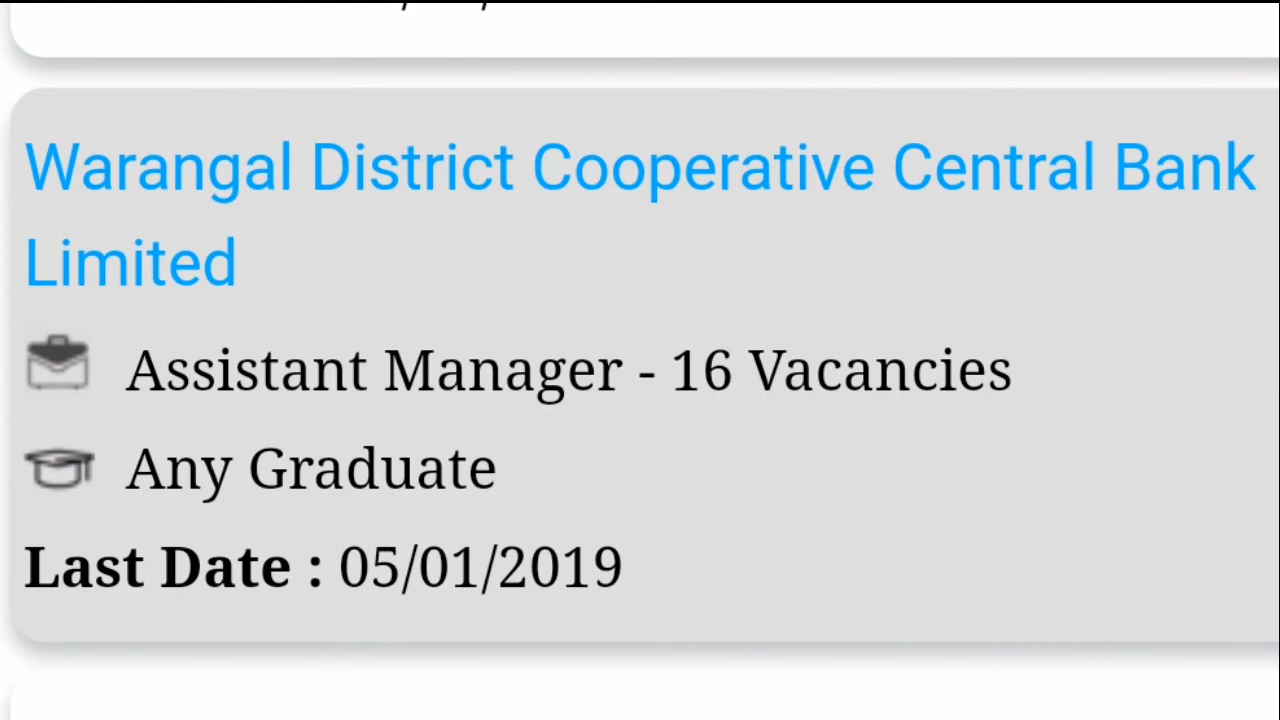 Warangal District Cooperative Central Bank
Limited
Assistant Manager - 16 Vacancies
Any Graduate
Last Date : 05/01/2019